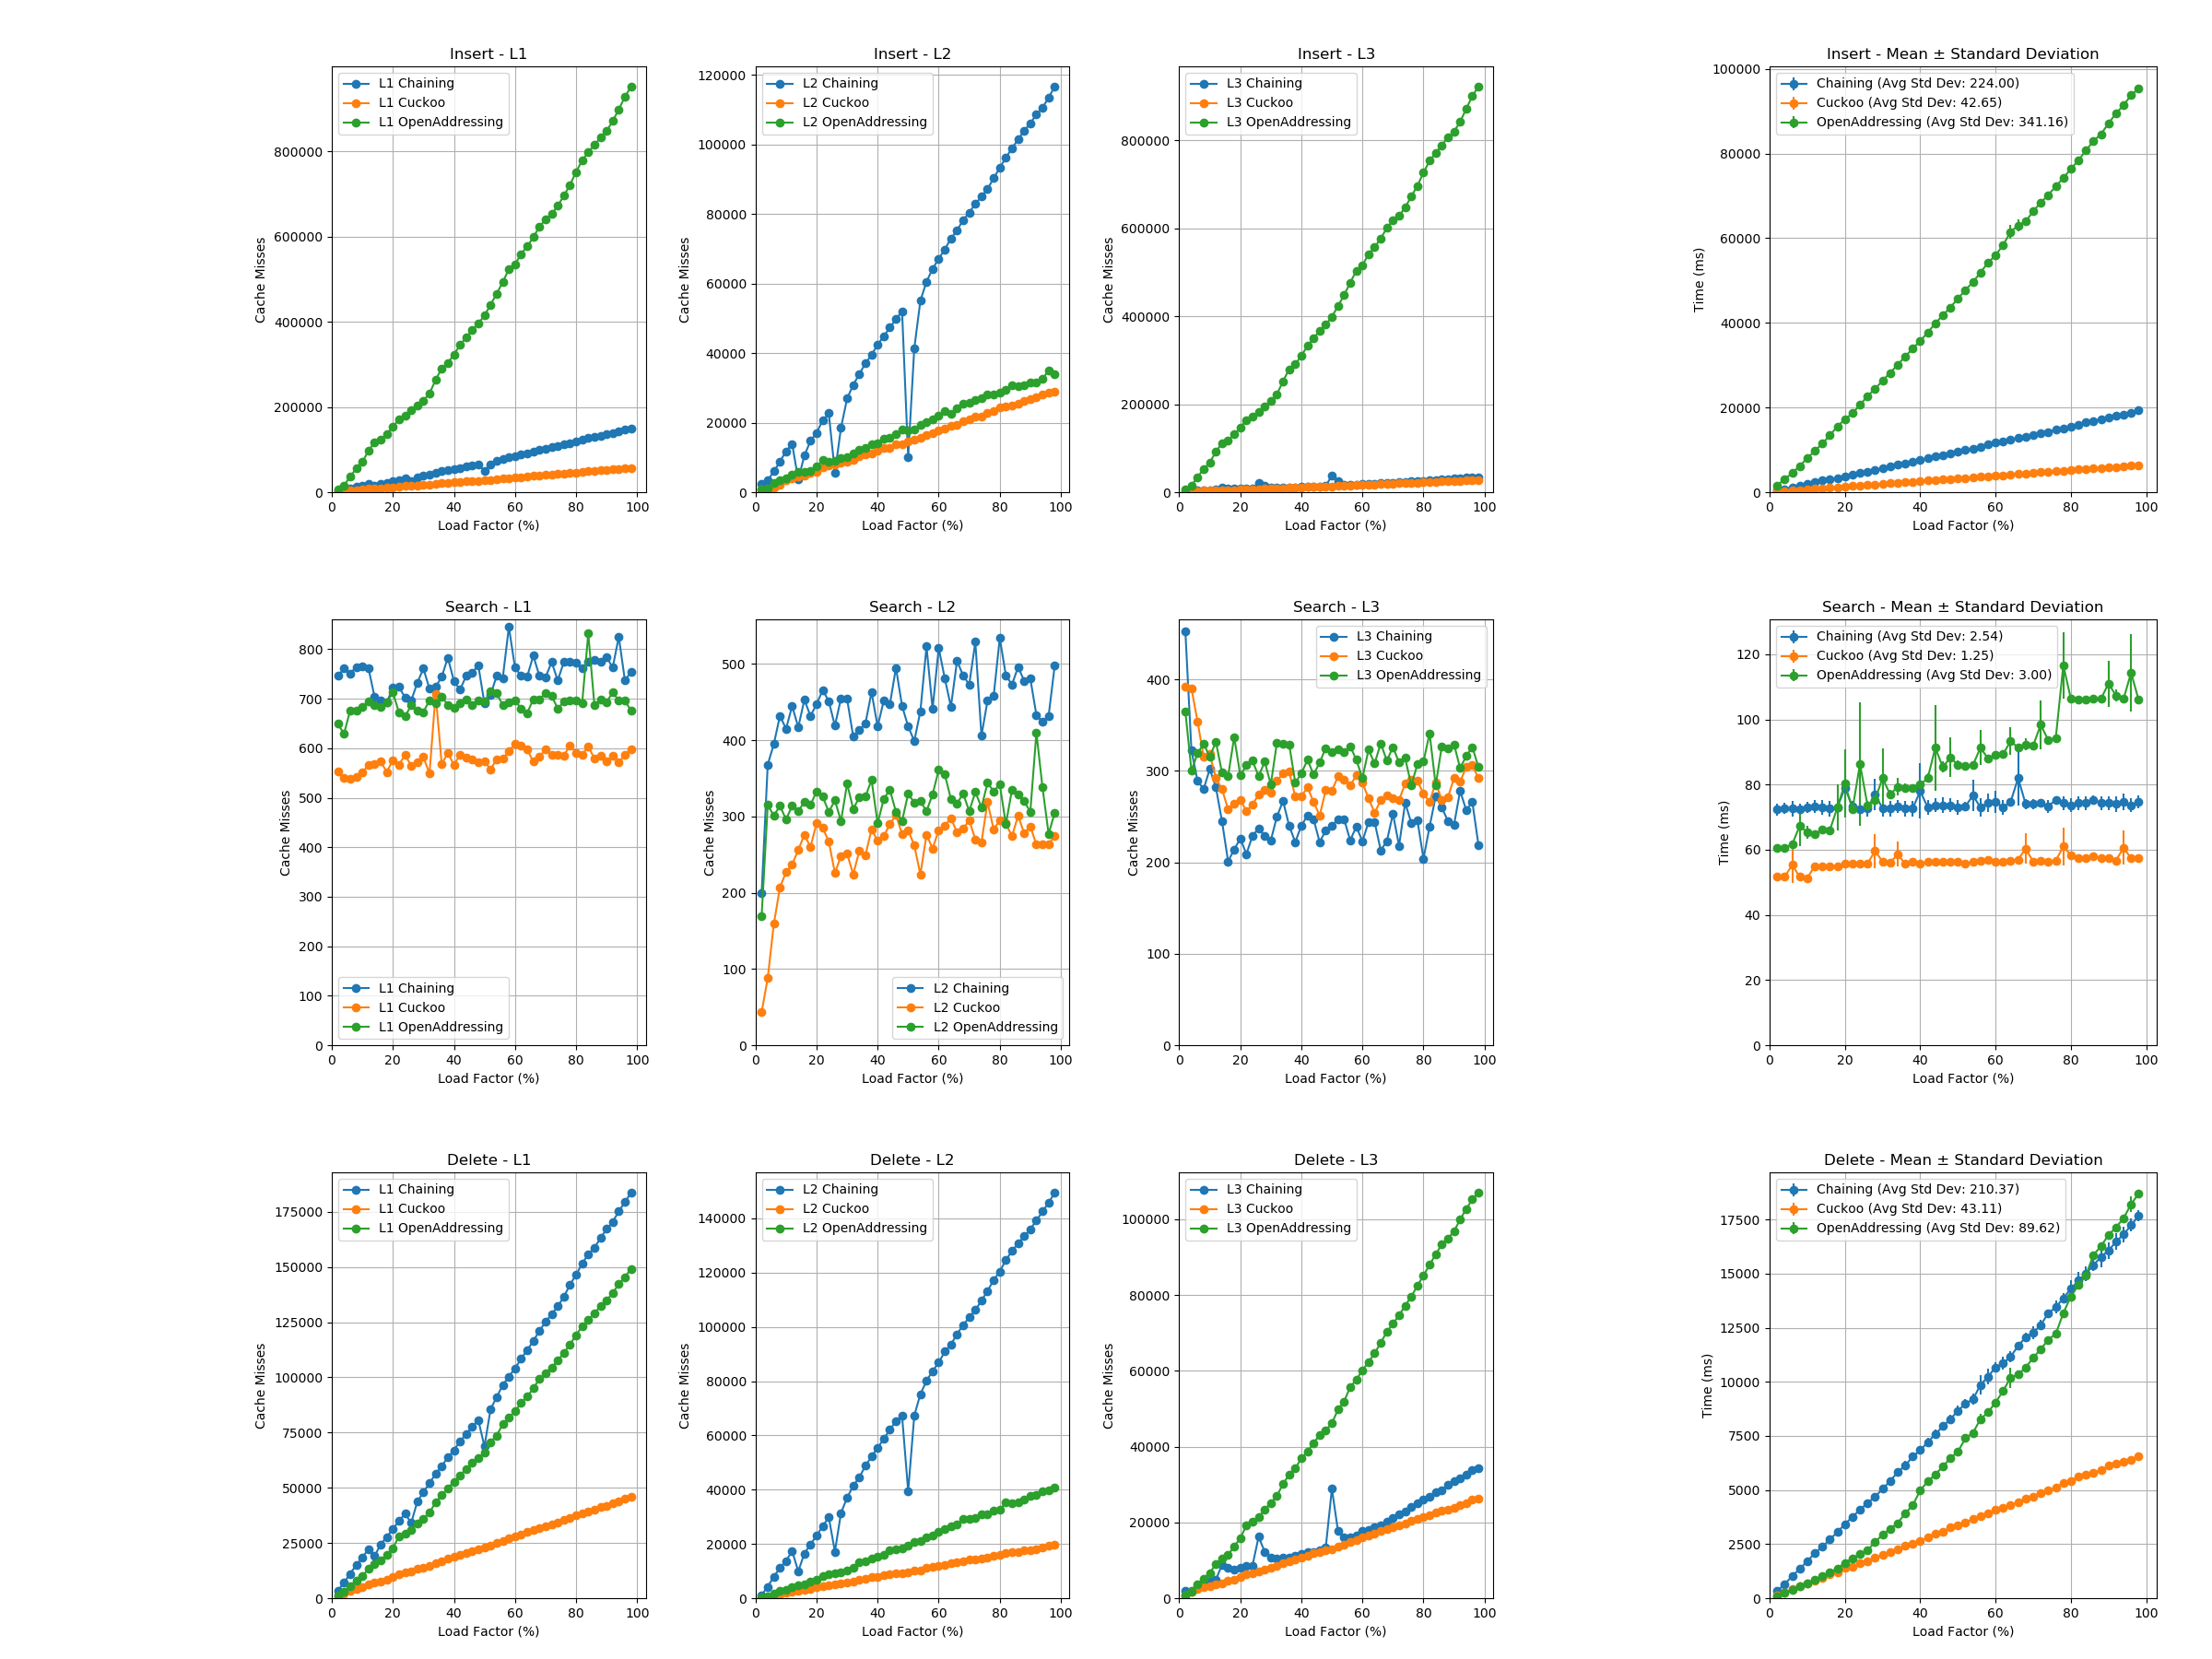 Insert - L1
L1 Chaining
L1 Cuckoo
L1 OpenAddressing
Cache Misses
800000
600000
400000
200000
0
0 20 40 60 80 100
Load Factor (%)
Insert - L2
L2 Chaining
L2 Cuckoo
L2 OpenAddressing
Cache Misses
120000
100000
80000
60000
40000
20000
0
0 20 40 60 80 100
Load Factor (%)
Insert - L3
L3 Chaining
L3 Cuckoo
L3 OpenAddressing
Cache Misses
800000
600000
400000
200000
0
0 20 40 60 80 100
Load Factor (%)
Insert - Mean ± Standard Deviation
Chaining (Avg Std Dev: 224.00)
Cuckoo (Avg Std Dev: 42.65)
OpenAddressing (Avg Std Dev: 341.16)
Time (ms)
100000
80000
60000
40000
20000
0
0 20 40 60 80 100
Load Factor (%)
Search - L1
Cache Misses
800
700
600
500
400
300
200
100
0
L1 Chaining
L1 Cuckoo
L1 OpenAddressing
0 20 40 60 80 100
Load Factor (%)
Search - L2
Cache Misses
500
400
300
200
100
0
L2 Chaining
L2 Cuckoo
L2 OpenAddressing
0 20 40 60 80 100
Load Factor (%)
Search - L3
L3 Chaining
L3 Cuckoo
L3 OpenAddressing
Cache Misses
400
300
200
100
0
0 20 40 60 80 100
Load Factor (%)
Search - Mean ± Standard Deviation
Chaining (Avg Std Dev: 2.54)
Cuckoo (Avg Std Dev: 1.25)
OpenAddressing (Avg Std Dev: 3.00)
Time (ms)
120
100
80
60
40
20
0
0 20 40 60 80 100
Load Factor (%)
Delete - L1
L1 Chaining
L1 Cuckoo
L1 OpenAddressing
Cache Misses
175000
150000
125000
100000
75000
50000
25000
0
0 20 40 60 80 100
Load Factor (%)
Delete - L2
L2 Chaining
L2 Cuckoo
L2 OpenAddressing
Cache Misses
140000
120000
100000
80000
60000
40000
20000
0
0 20 40 60 80 100
Load Factor (%)
Delete - L3
L3 Chaining
L3 Cuckoo
L3 OpenAddressing
Cache Misses
100000
80000
60000
40000
20000
0
0 20 40 60 80 100
Load Factor (%)
Delete - Mean ± Standard Deviation
Chaining (Avg Std Dev: 210.37)
Cuckoo (Avg Std Dev: 43.11)
OpenAddressing (Avg Std Dev: 89.62)
Time (ms)
17500
15000
12500
10000
7500
5000
2500
0
0 20 40 60 80 100
Load Factor (%)